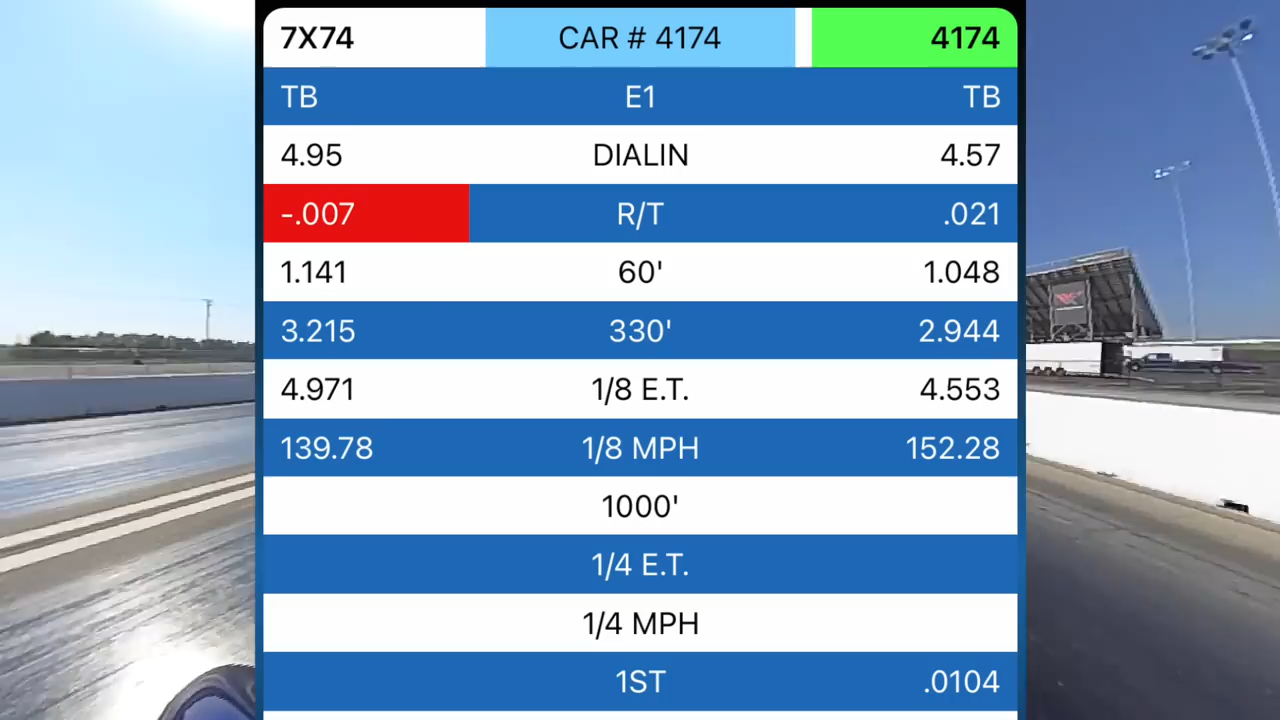 7X74 CAR # 4174 4174
TB E1 TB
4.95 DIALIN 4.57
-.007 R/T .021
1.141 60' 1.048
3.215 330' 2.944
4.971 1/8 E.T. 4.553
139.78 1/8 MPH 152.28
1000'
1/4 E.T.
1/4 MPH
1ST .0104